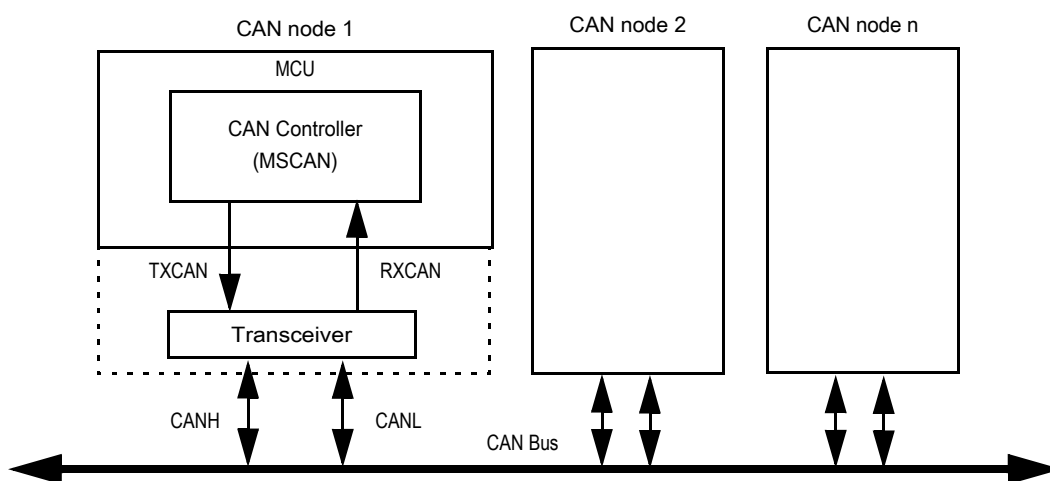 CAN node 1
CAN node 2
CAN node n
MCU
CAN Controller
(MSCAN)
TXCAN
RXCAN
Transceiver
CANH
CANL
CAN Bus